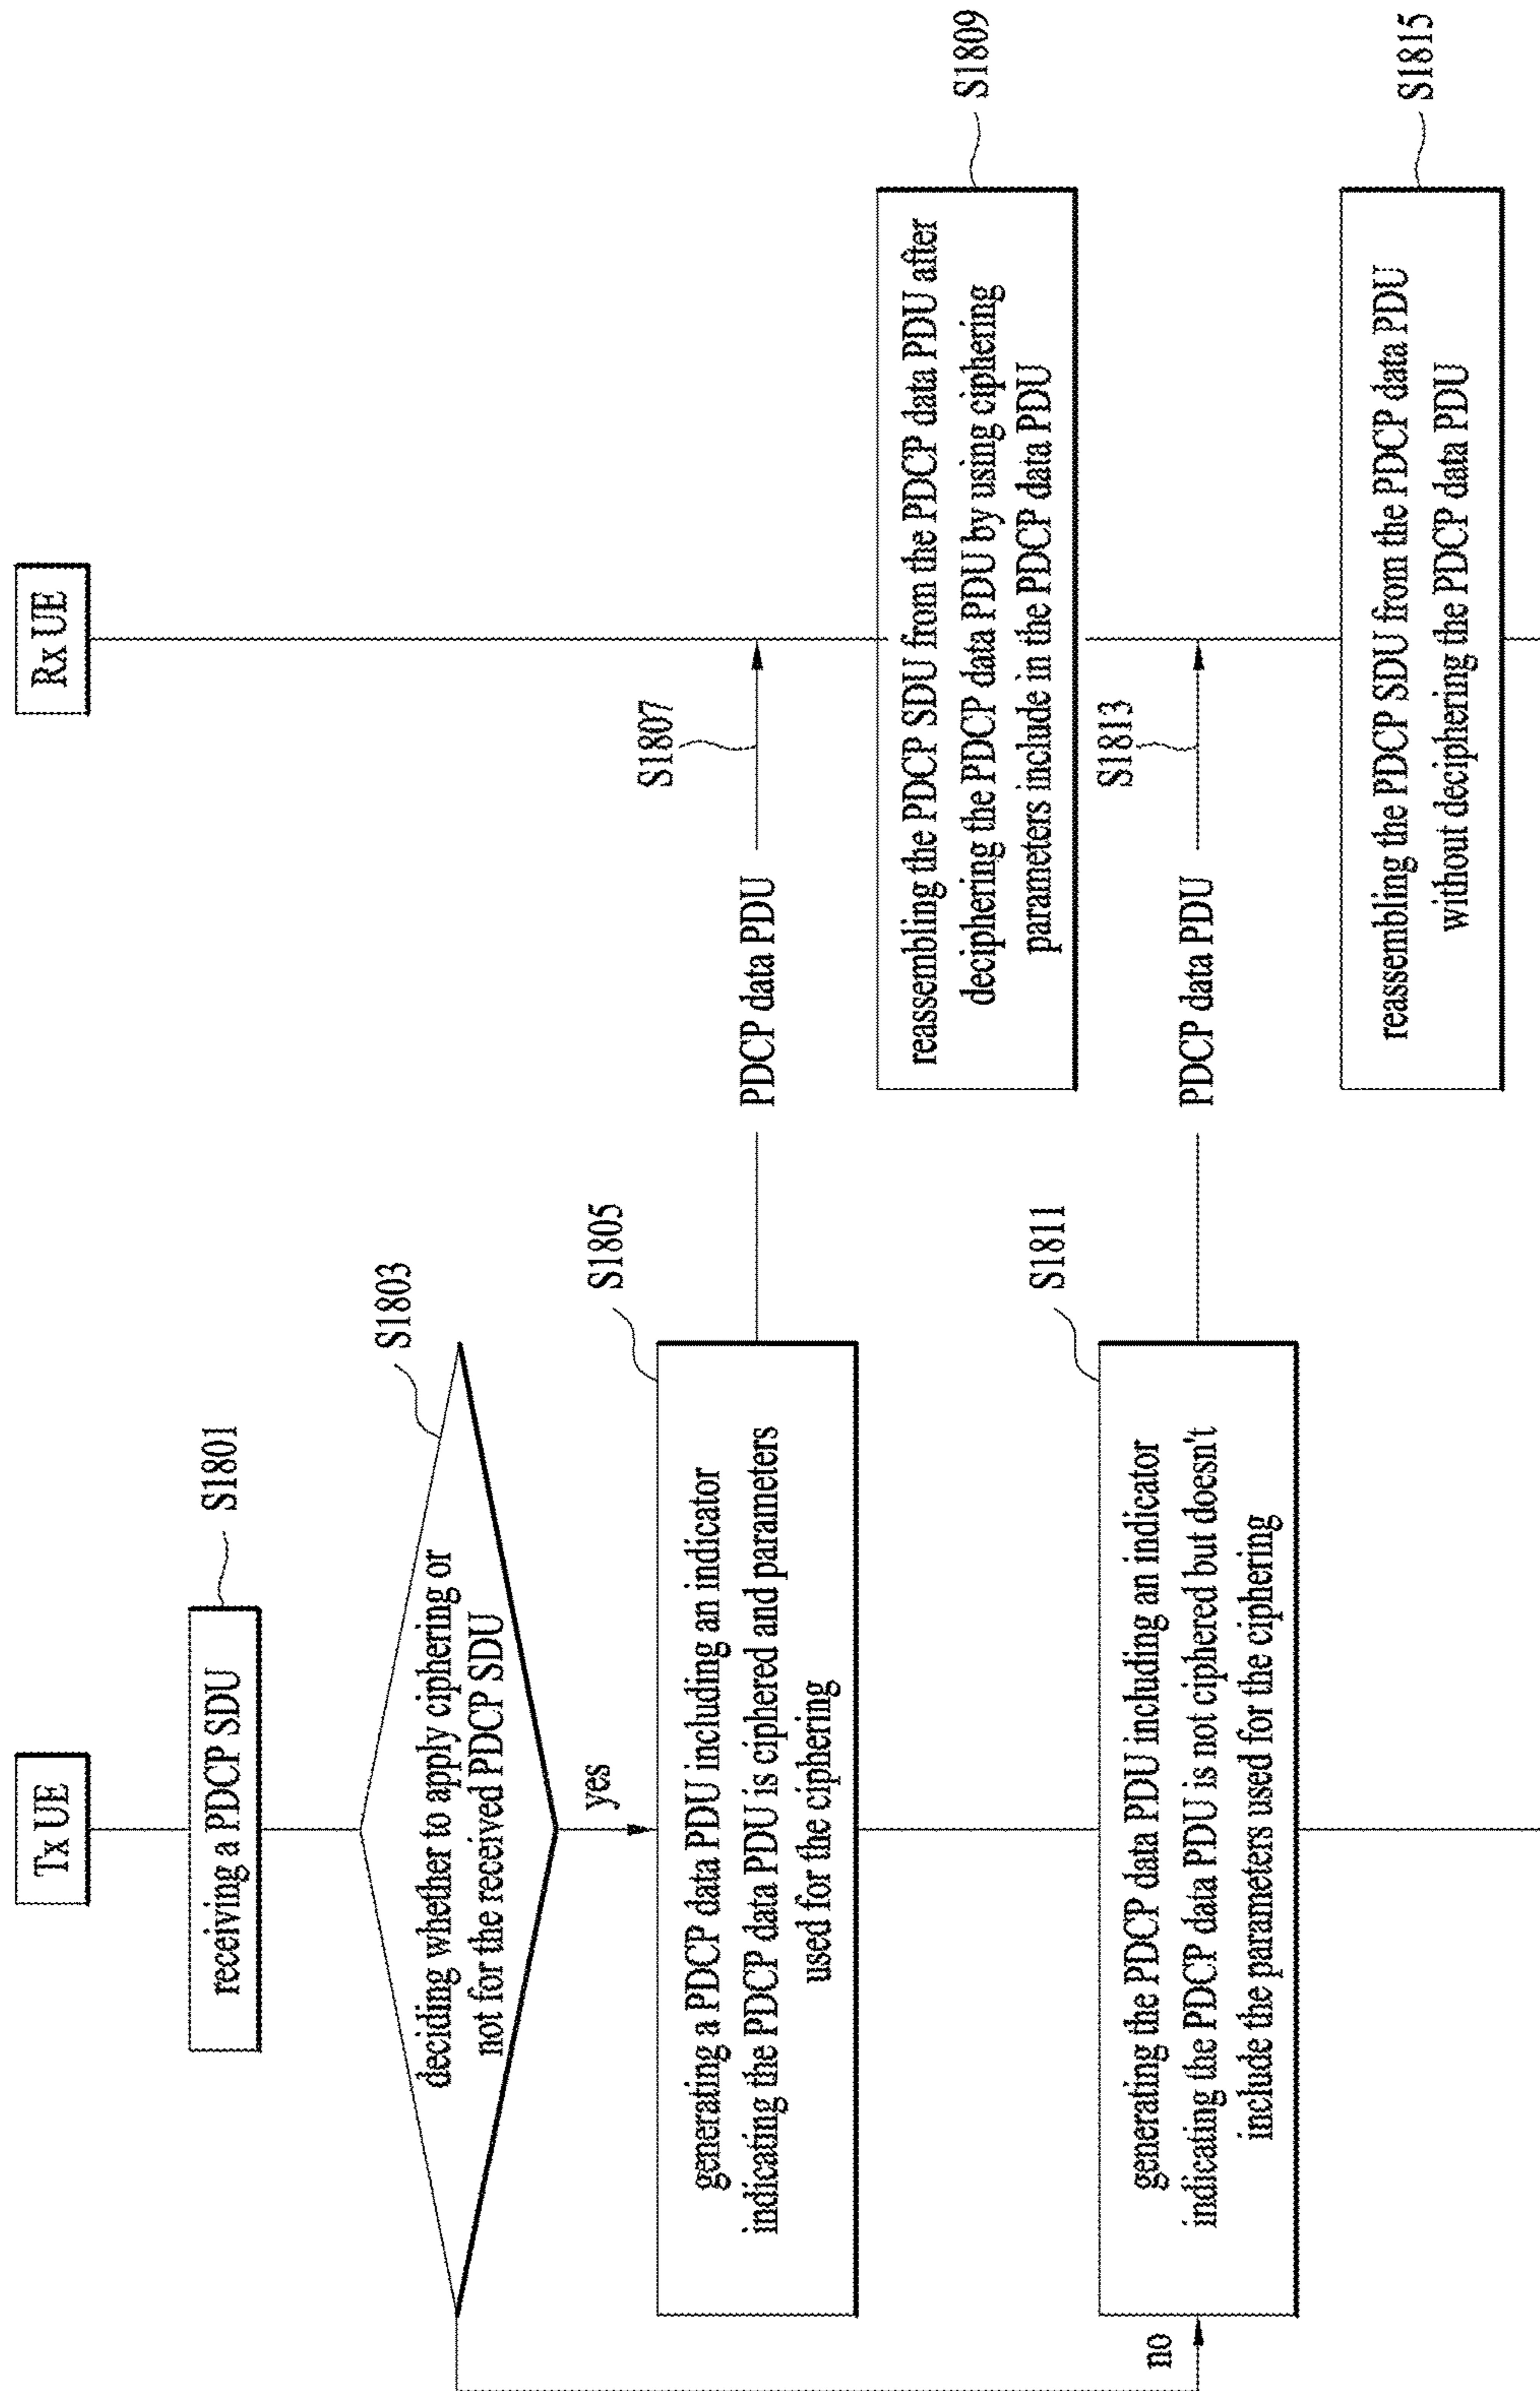 Tx UE
Rx UE
receiving a PDCP SDU
S1801
deciding whether to apply ciphering or
not for the received PDCP SDU
S1803
yes
generating a PDCP data PDU including an indicator
indicating the PDCP data PDU is ciphered and parameters
used for the ciphering
S1805
S1807
PDCP data PDU
reassembling the PDCP SDU from the PDCP data PDU after
deciphering the PDCP data PDU by using ciphering
parameters include in the PDCP data PDU
S1809
no
generating the PDCP data PDU including an indicator
indicating the PDCP data PDU is not ciphered but doesn't
include the parameters used for the ciphering
S1811
S1813
PDCP data PDU
reassembling the PDCP SDU from the PDCP data PDU
without deciphering the PDCP data PDU
S1815